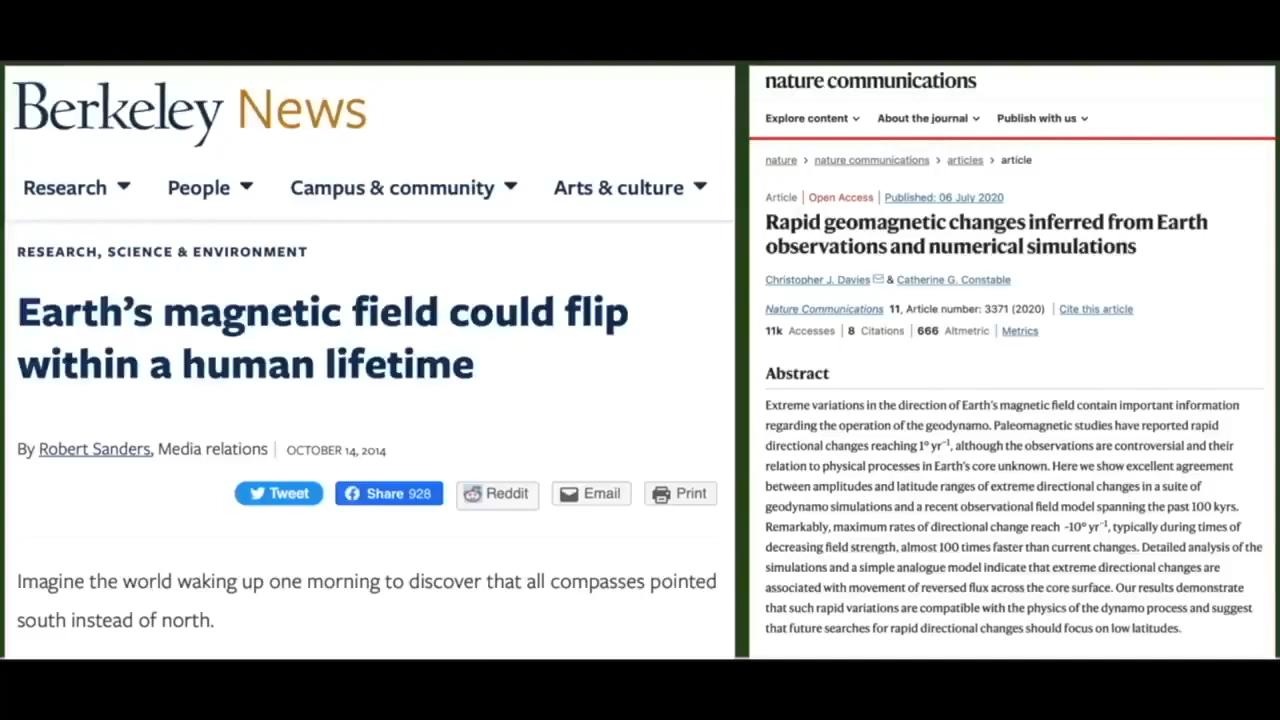 Berkeley News
Research People Campus & community Arts & culture
RESEARCH, SCIENCE & ENVIRONMENT
Earth's magnetic field could flip
within a human lifetime
By Robert Sanders, Media relations | OCTOBER 14, 2014
Tweet Share 928 Reddit Email Print
Imagine the world waking up one morning to discover that all compasses pointed
south instead of north.
nature communications
Explore content About the journal Publish with us
nature > nature communications > articles > article
Article | Open Access | Published: 06 July 2020
Rapid geomagnetic changes inferred from Earth
observations and numerical simulations
Christopher J. Davies & Catherine G. Constable
Nature Communications 11, Article number: 3371 (2020) | Cite this article
11k Accesses | 8 Citations | 666 Altmetric | Metrics
Abstract
Extreme variations in the direction of Earth's magnetic field contain important information
regarding the operation of the geodynamo. Paleomagnetic studies have reported rapid
directional changes reaching 1° yr⁻¹, although the observations are controversial and their
relation to physical processes in Earth's core unknown. Here we show excellent agreement
between amplitudes and latitude ranges of extreme directional changes in a suite of
geodynamo simulations and a recent observational field model spanning the past 100 kyrs.
Remarkably, maximum rates of directional change reach ~10° yr⁻¹, typically during times of
decreasing field strength, almost 100 times faster than current changes. Detailed analysis of the
simulations and a simple analogue model indicate that extreme directional changes are
associated with movement of reversed flux across the core surface. Our results demonstrate
that such rapid variations are compatible with the physics of the dynamo process and suggest
that future searches for rapid directional changes should focus on low latitudes.